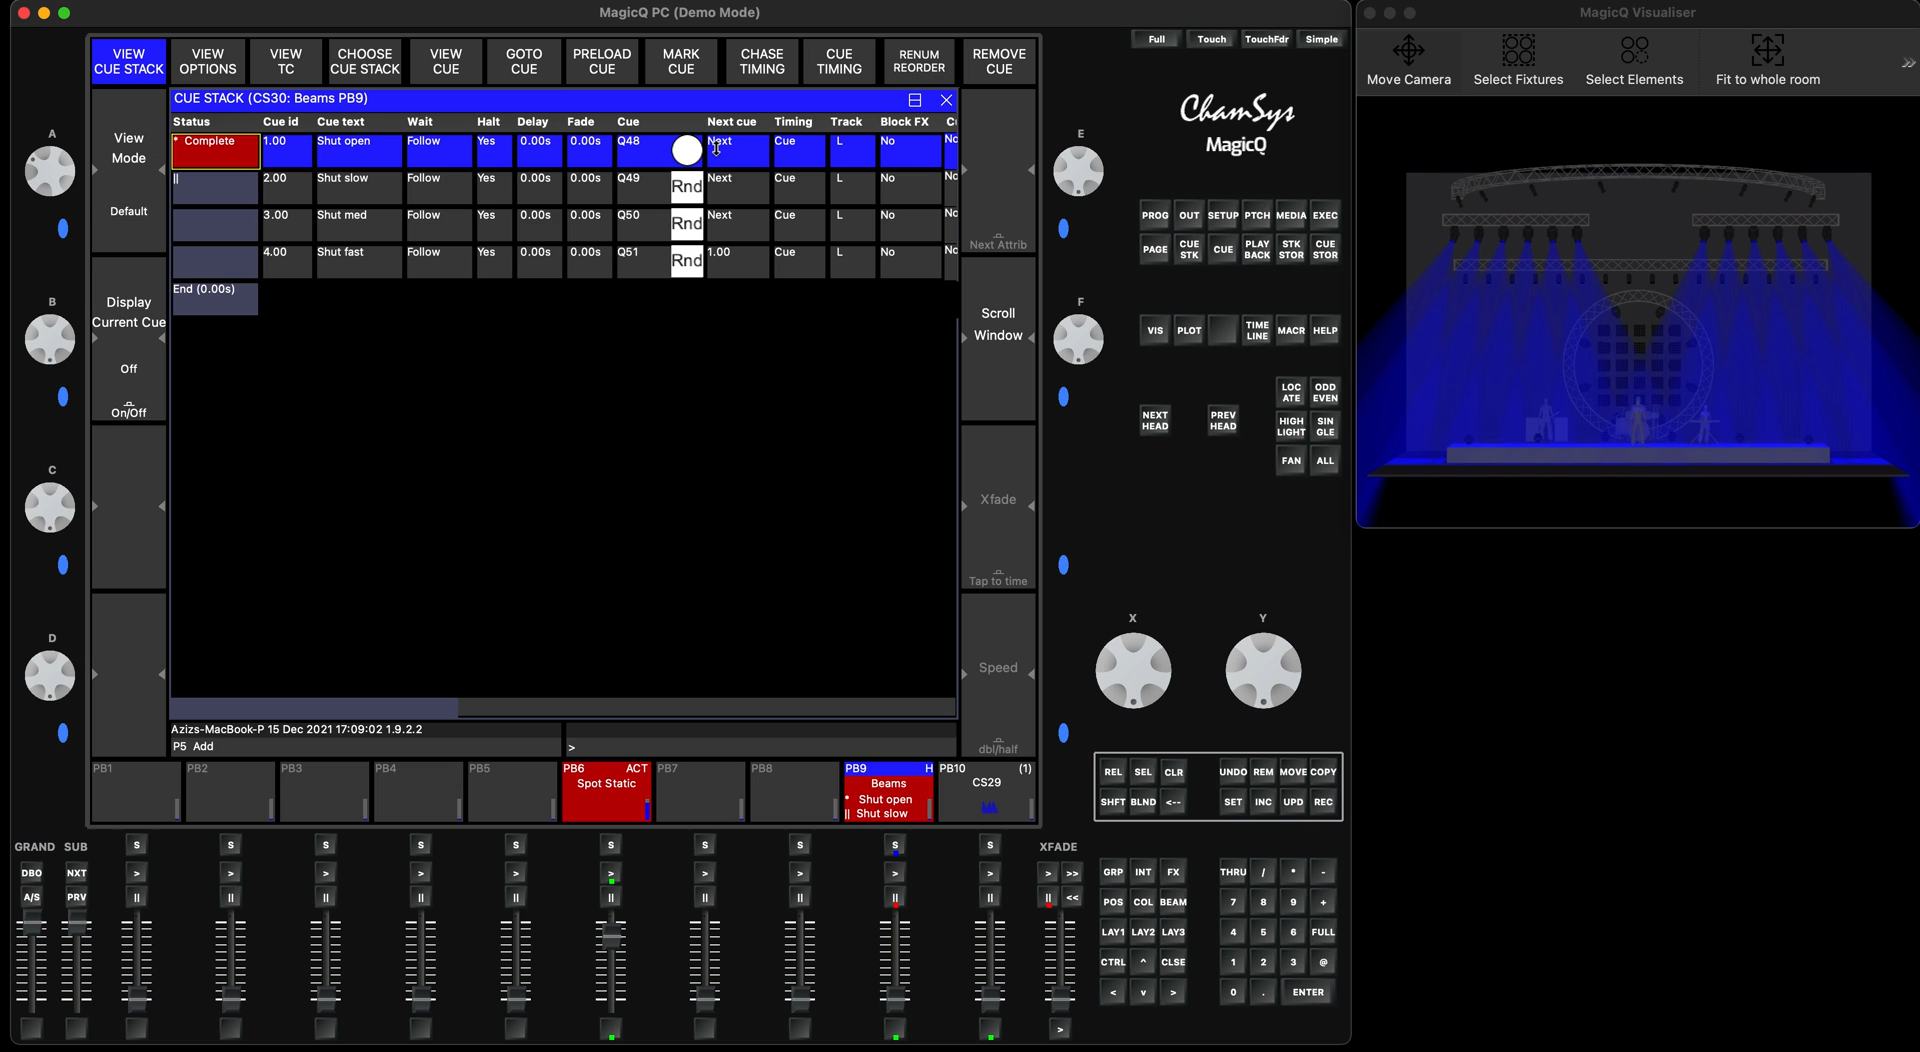 MagicQ PC (Demo Mode)
MagicQ Visualiser
VIEW CUE STACK
VIEW OPTIONS
VIEW TC
CHOOSE CUE STACK
VIEW CUE
GOTO CUE
PRELOAD CUE
MARK CUE
CHASE TIMING
CUE TIMING
RENUM REORDER
REMOVE CUE
Full Touch TouchFdr Simple
Move Camera Select Fixtures Select Elements Fit to whole room
CUE STACK (CS30: Beams PB9)
Status Cue id Cue text Wait Halt Delay Fade Cue Next cue Timing Track Block FX
* Complete 1.00 Shut open Follow Yes 0.00s 0.00s Q48 Next Cue L No No
|| 2.00 Shut slow Follow Yes 0.00s 0.00s Q49 Rnd Next Cue L No No
3.00 Shut med Follow Yes 0.00s 0.00s Q50 Rnd Next Cue L No No
4.00 Shut fast Follow Yes 0.00s 0.00s Q51 Rnd 1.00 Cue L No No
End (0.00s)
A
B
C
D
View Mode
Default
Display Current Cue
Off
On/Off
Next Attrib
Scroll Window
Xfade
Tap to time
Speed
dbl/half
E
F
ChamSys
MagicQ
PROG OUT SETUP PTCH MEDIA EXEC
PAGE CUE STK CUE PLAY BACK STK STOR CUE STOR
VIS PLOT TIME LINE MACR HELP
LOC ATE ODD EVEN
NEXT HEAD PREV HEAD HIGH LIGHT SIN GLE
FAN ALL
X Y
Azizs-MacBook-P 15 Dec 2021 17:09:02 1.9.2.2
P5 Add
>
PB1 PB2 PB3 PB4 PB5 PB6 ACT PB7 PB8 PB9 H PB10 (1)
Spot Static
Beams
* Shut open
|| Shut slow
CS29
REL SEL CLR UNDO REM MOVE COPY
SHFT BLND <-- SET INC UPD REC
GRAND SUB S S S S S S S S S S XFADE
DBO NXT > > > > > > > > > > > >>
A/S PRV || || || || || || || || || || || <<
GRP INT FX THRU / * -
POS COL BEAM 7 8 9 +
LAY1 LAY2 LAY3 4 5 6 FULL
CTRL ^ CLSE 1 2 3 @
< v > 0 . ENTER
>